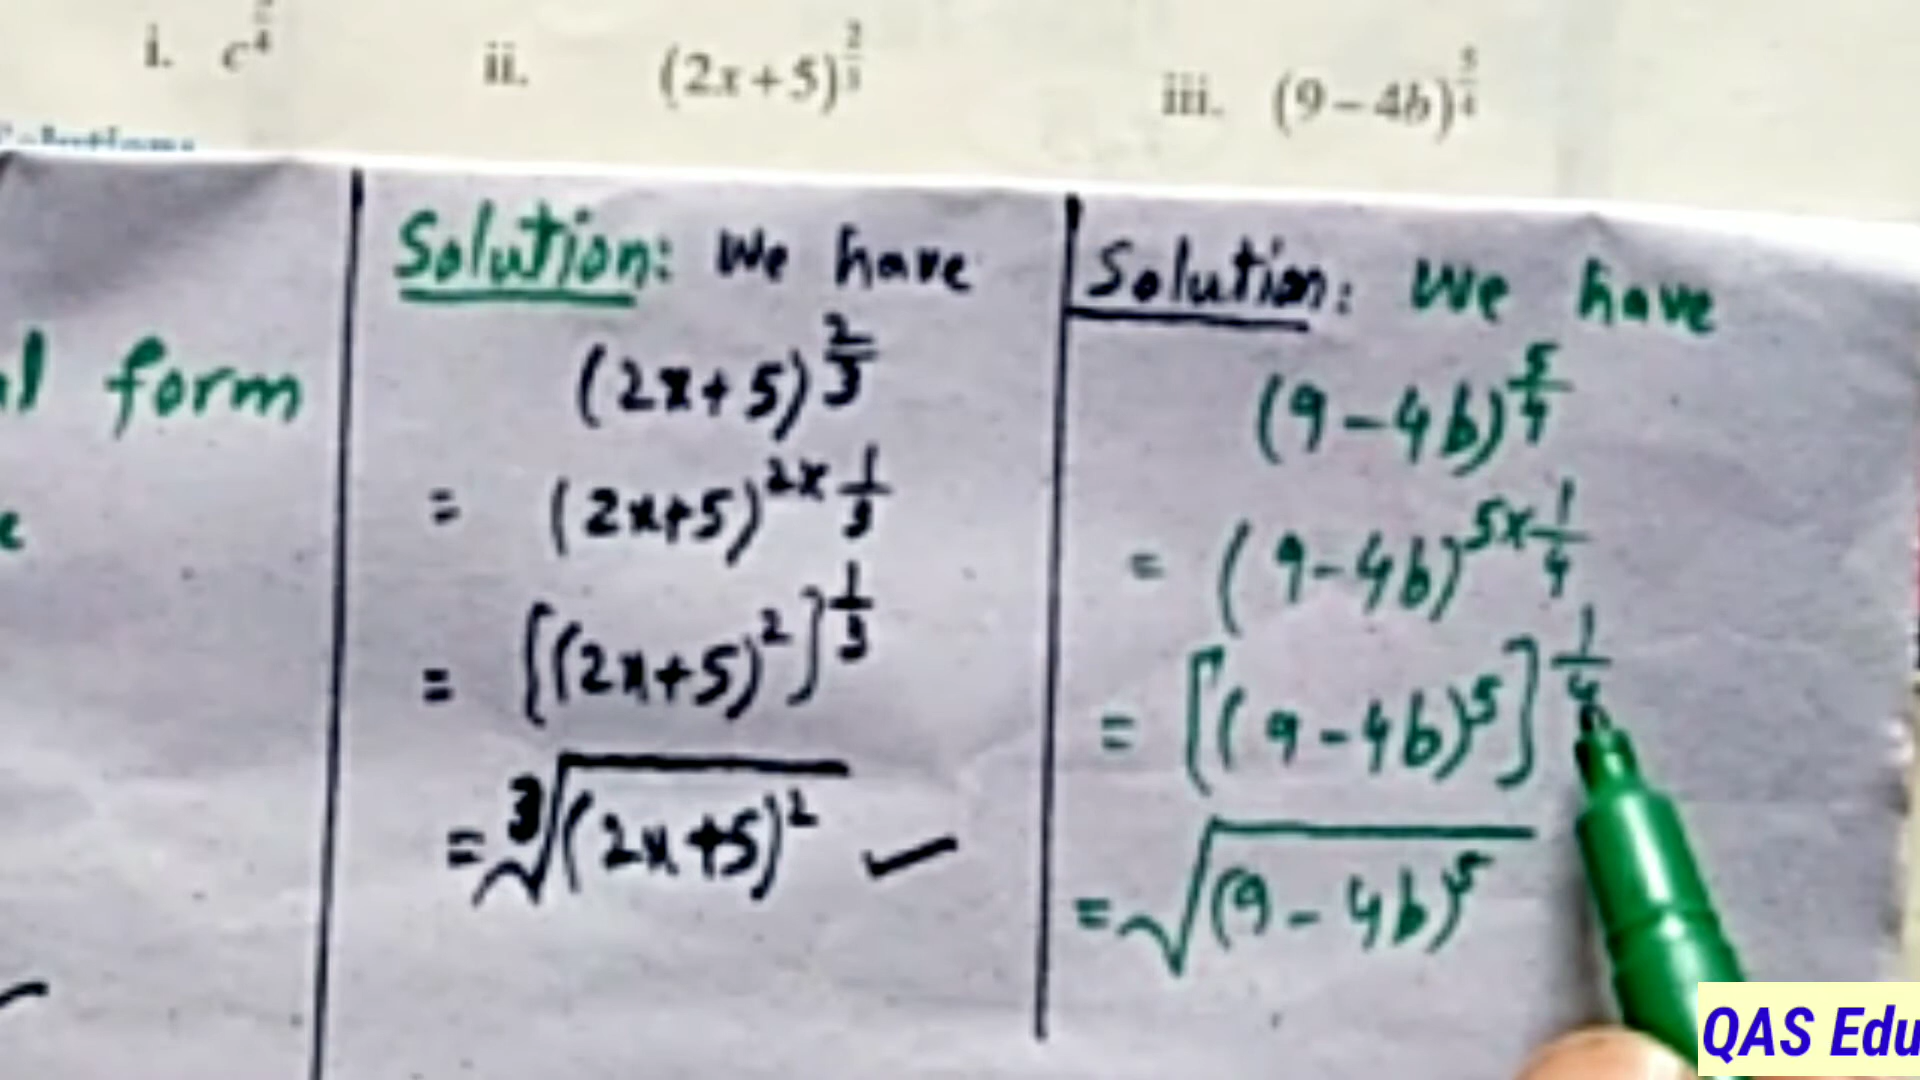 i. c ii. (2x+5)^(2/3) iii. (9-4b)^(5/4)
form
Solution: We have
(2x+5)^(2/3)
= (2x+5)^(2×1/3)
= [(2x+5)^2]^(1/3)
= ∛((2x+5)^2) ✓
Solution: We have
(9-4b)^(5/4)
= (9-4b)^(5×1/4)
= [(9-4b)^5]^(1/4)
= √((9-4b)^5)
QAS Edu